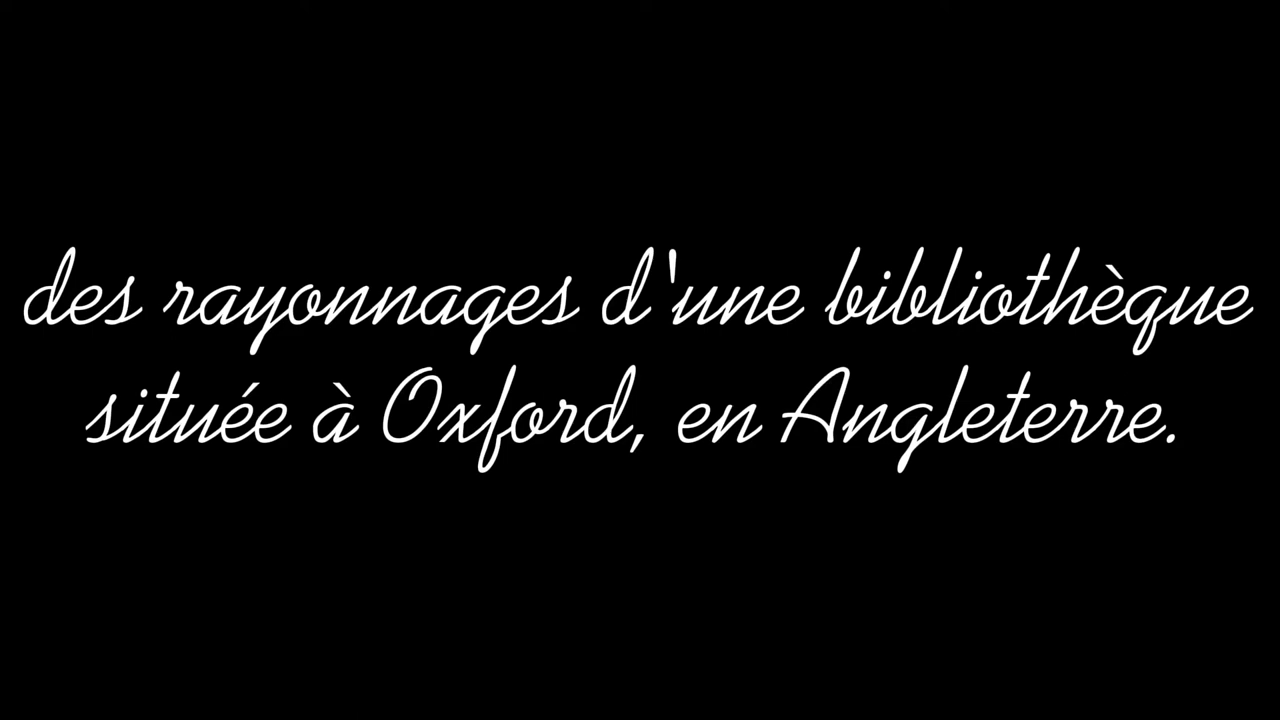 des rayonnages d'une bibliothèque
située à Oxford, en Angleterre.